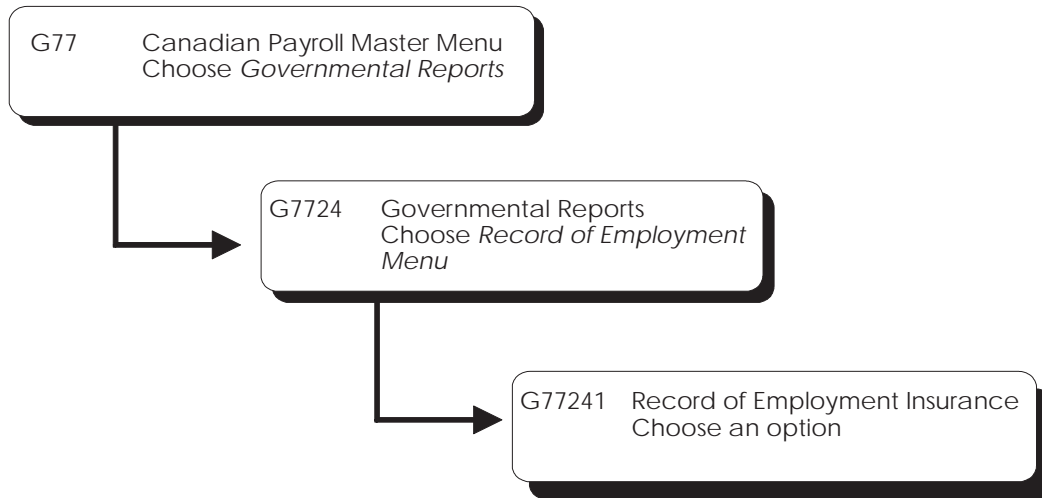 G77 Canadian Payroll Master Menu
Choose Governmental Reports
G7724 Governmental Reports
Choose Record of Employment
Menu
G77241 Record of Employment Insurance
Choose an option